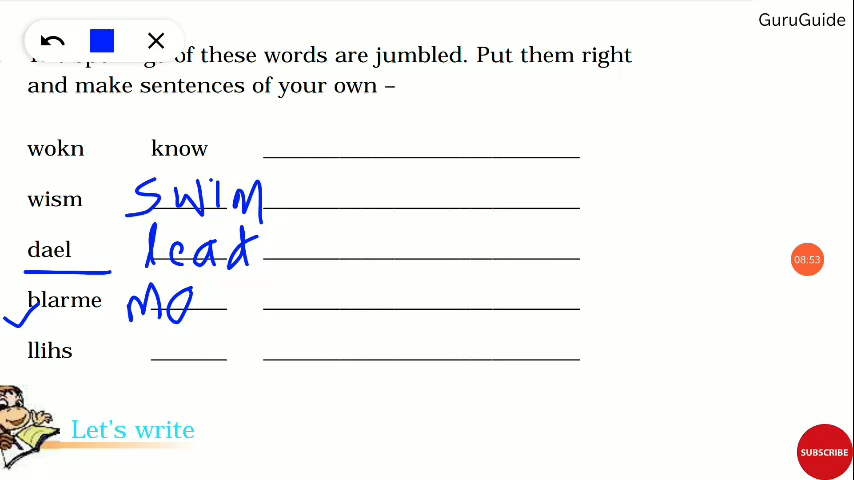 GuruGuide
of these words are jumbled. Put them right
and make sentences of your own –
wokn know
wism swim
dael lead
blarme Ma
llihs
Let's write
08:53
SUBSCRIBE